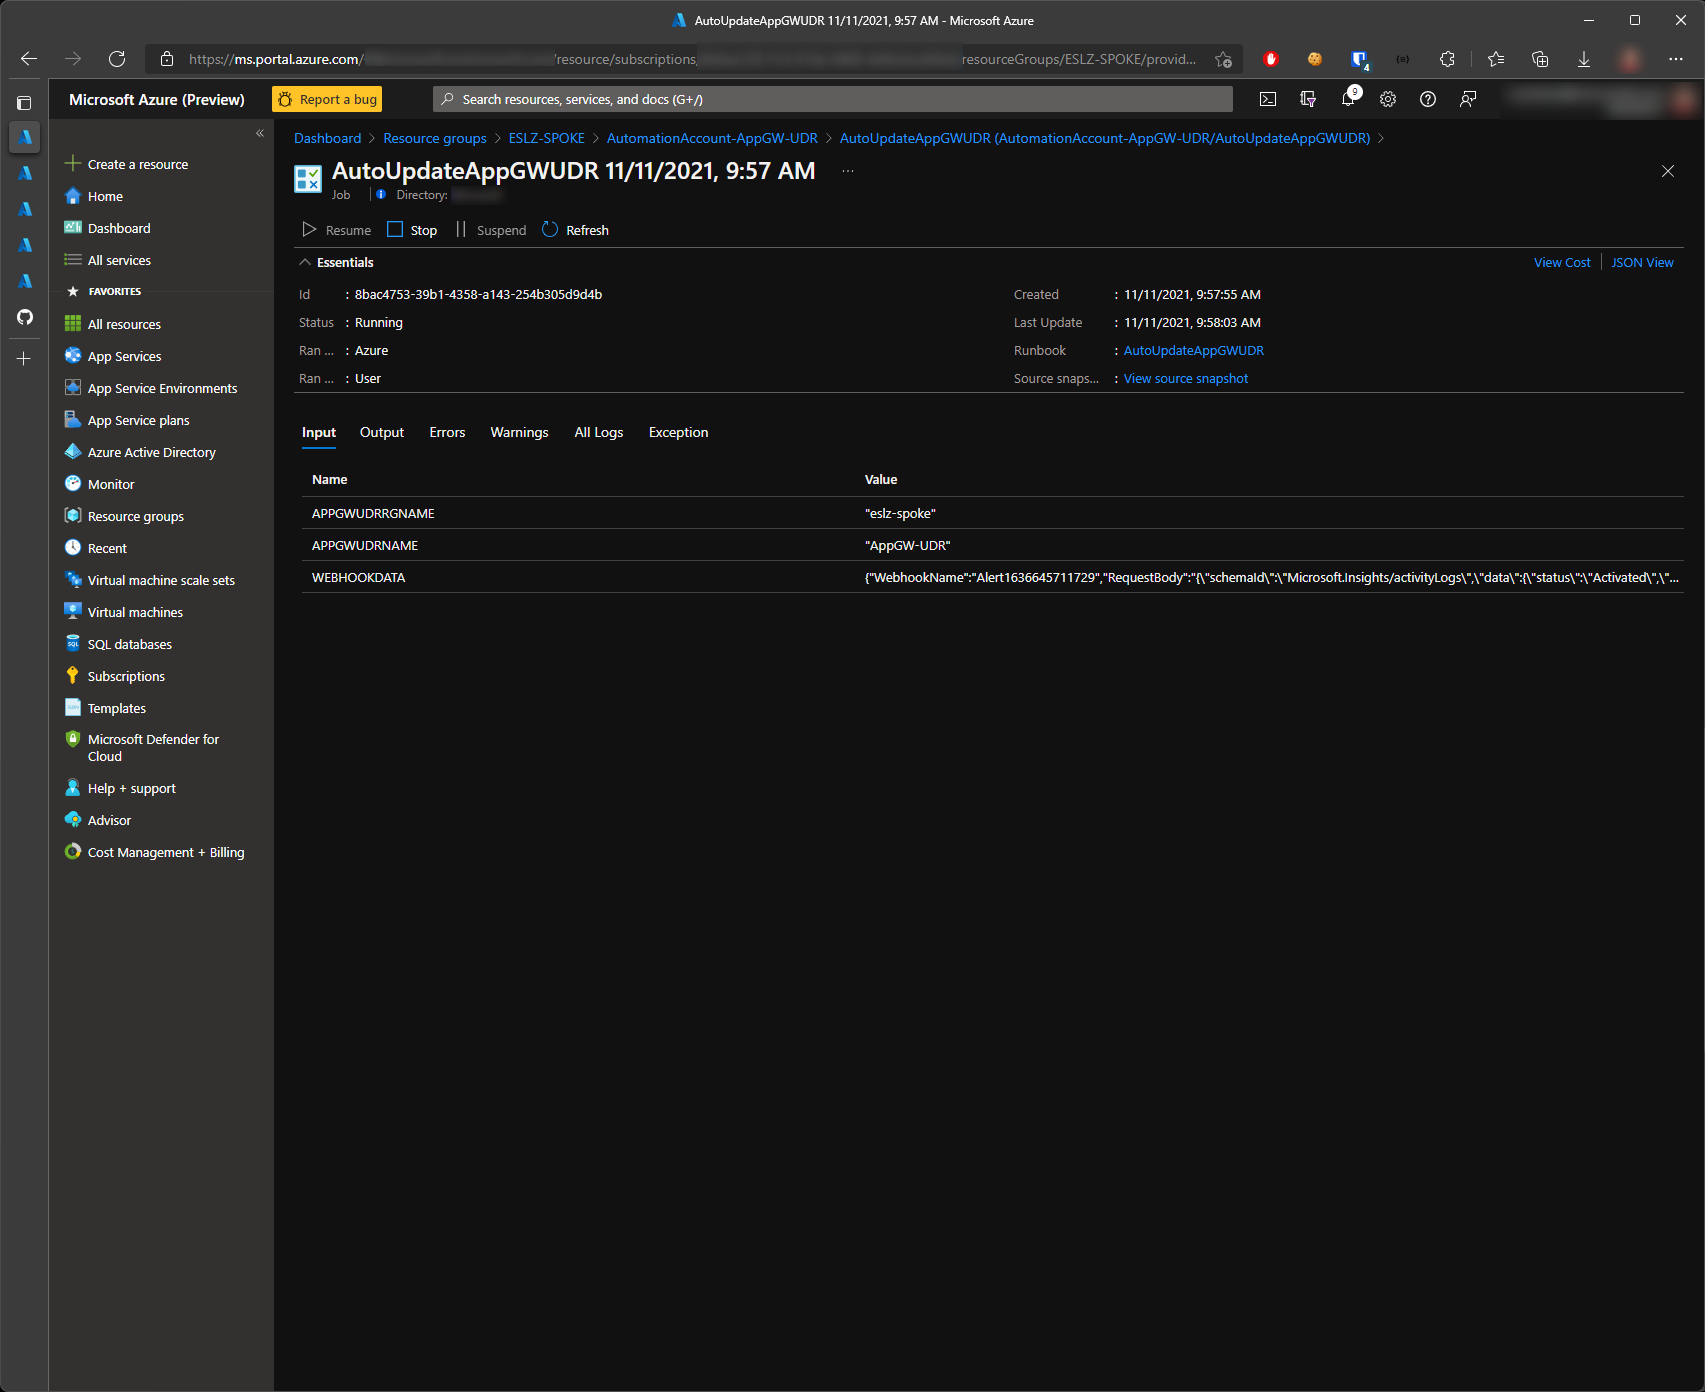 AutoUpdateAppGWUDR 11/11/2021, 9:57 AM - Microsoft Azure
https://ms.portal.azure.com/ /resource/subscriptions, resourceGroups/ESLZ-SPOKE/provid...
4
Microsoft Azure (Preview)
Report a bug
Search resources, services, and docs (G+/)
9
Dashboard > Resource groups > ESLZ-SPOKE > AutomationAccount-AppGW-UDR > AutoUpdateAppGWUDR (AutomationAccount-AppGW-UDR/AutoUpdateAppGWUDR) >
AutoUpdateAppGWUDR 11/11/2021, 9:57 AM ...
Job
Directory:
Resume
Stop
Suspend
Refresh
Essentials
View Cost
JSON View
Id : 8bac4753-39b1-4358-a143-254b305d9d4b
Status : Running
Ran ... : Azure
Ran ... : User
Created : 11/11/2021, 9:57:55 AM
Last Update : 11/11/2021, 9:58:03 AM
Runbook : AutoUpdateAppGWUDR
Source snaps... : View source snapshot
Input
Output
Errors
Warnings
All Logs
Exception
Name Value
APPGWUDRRGNAME "eslz-spoke"
APPGWUDRNAME "AppGW-UDR"
WEBHOOKDATA {"WebhookName":"Alert1636645711729","RequestBody":"{\"schemaId\":\"Microsoft.Insights/activityLogs\",\"data\":{\"status\":\"Activated\",\"...
Create a resource
Home
Dashboard
All services
FAVORITES
All resources
App Services
App Service Environments
App Service plans
Azure Active Directory
Monitor
Resource groups
Recent
Virtual machine scale sets
Virtual machines
SQL databases
Subscriptions
Templates
Microsoft Defender for
Cloud
Help + support
Advisor
Cost Management + Billing